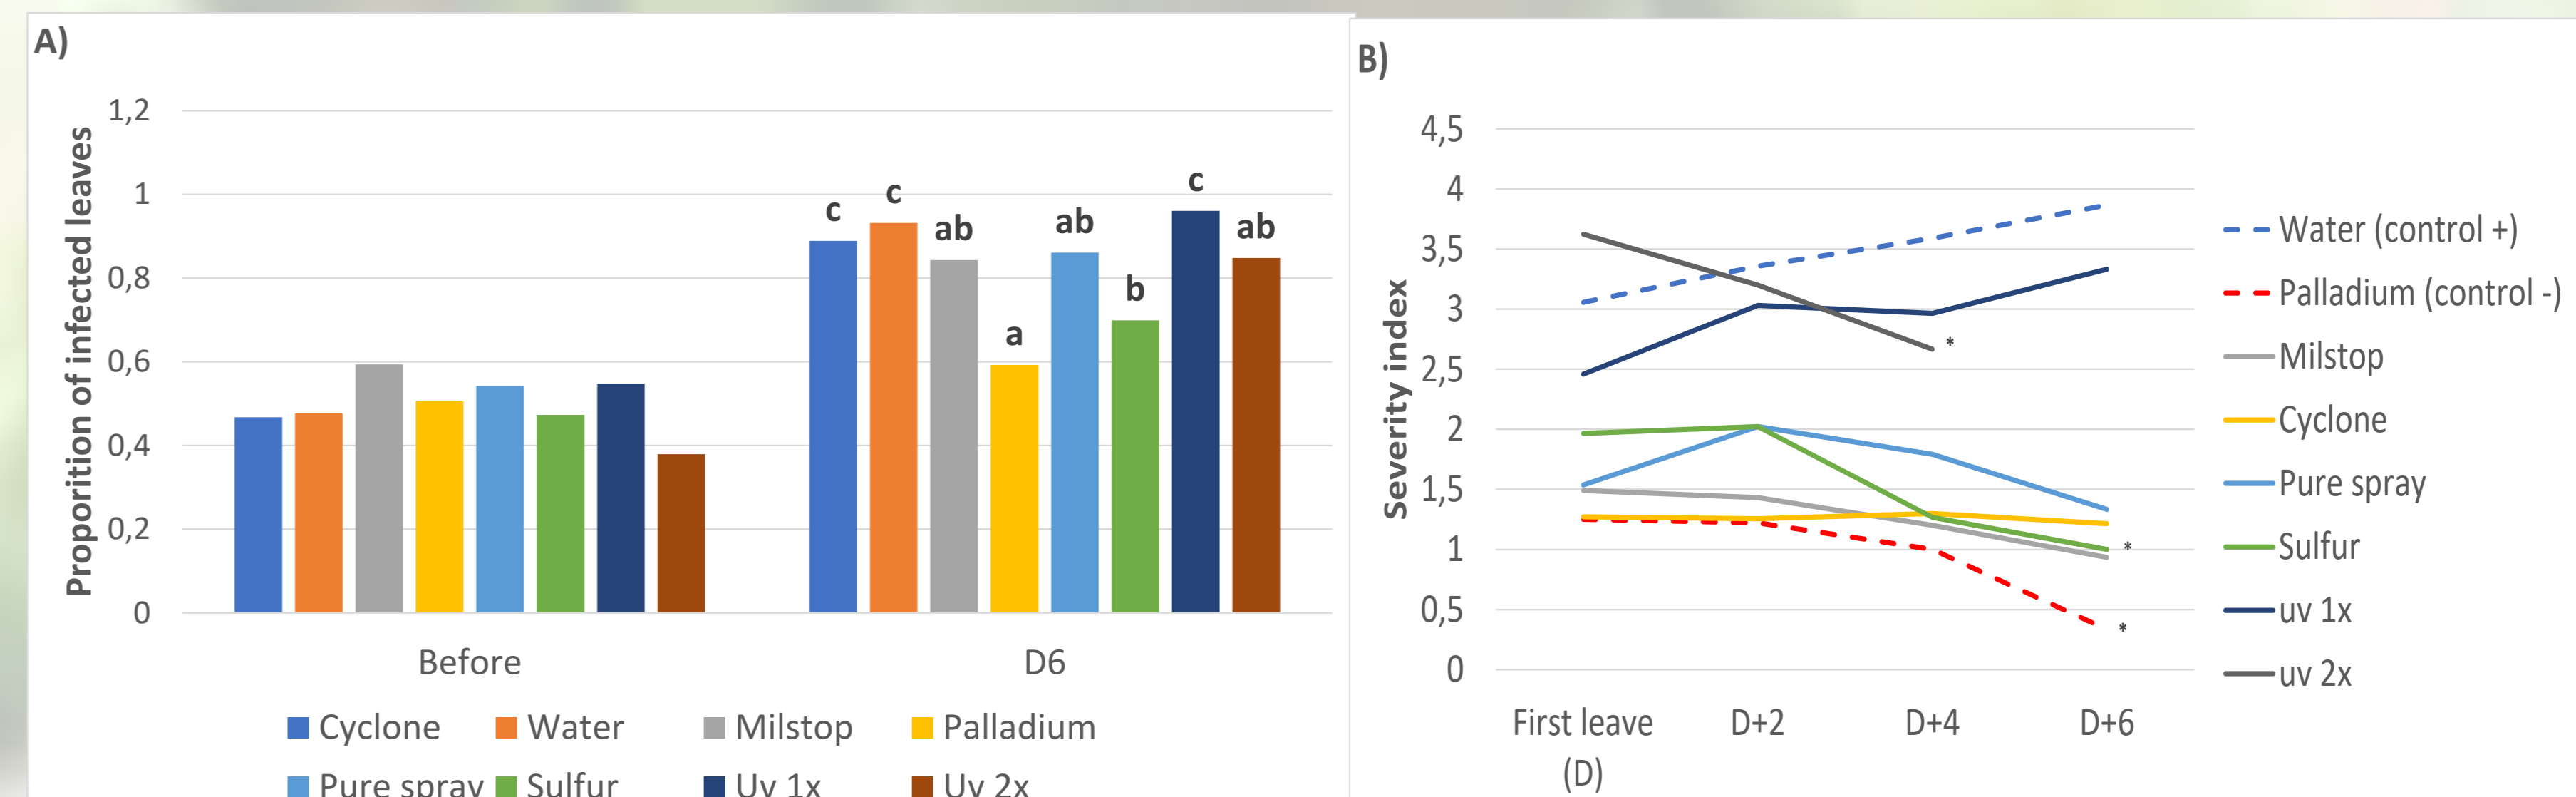 A)
Proporition of infected leaves
1,2
1
0,8
0,6
0,4
0,2
0
c
c
ab
a
ab
b
c
ab
Before
D6
Cyclone Water Milstop Palladium
Pure spray Sulfur Uv 1x Uv 2x
B)
Severity index
4,5
4
3,5
3
2,5
2
1,5
1
0,5
0
*
*
*
First leave D+2 D+4 D+6
(D)
Water (control +)
Palladium (control -)
Milstop
Cyclone
Pure spray
Sulfur
uv 1x
uv 2x